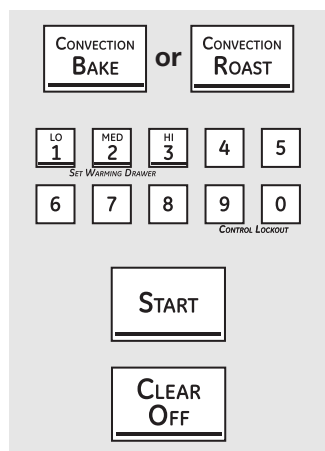 CONVECTION BAKE or CONVECTION ROAST
LO 1 MED 2 HI 3 4 5
SET WARMING DRAWER
6 7 8 9 0
CONTROL LOCKOUT
START
CLEAR
OFF